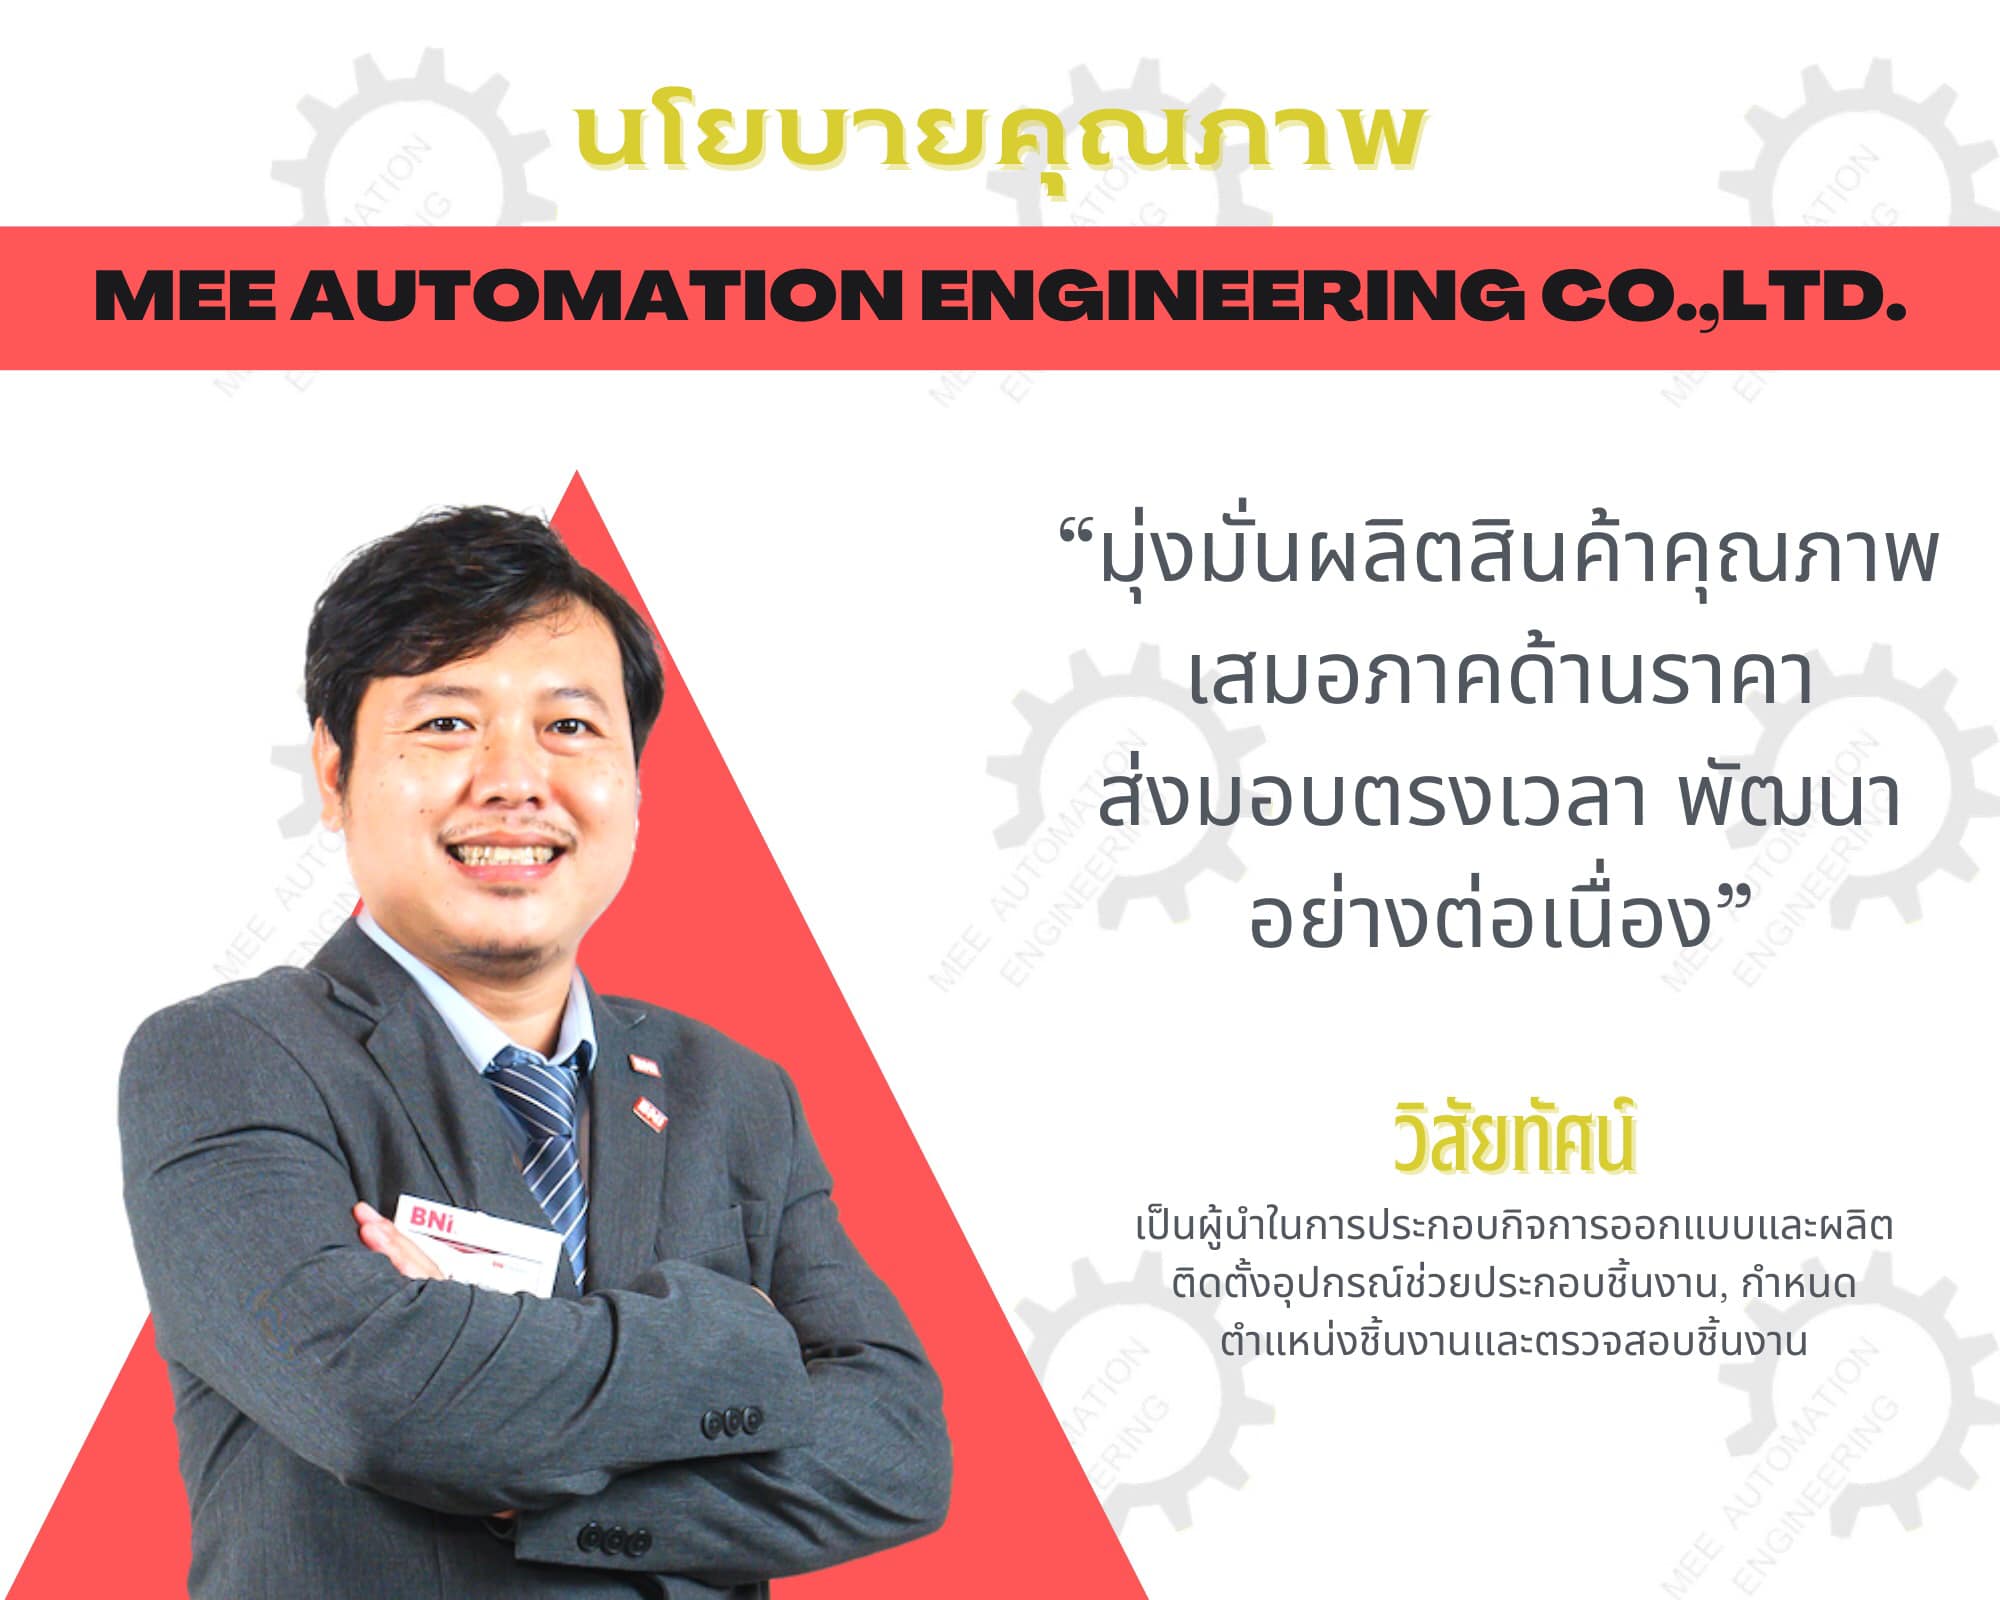 นโยบายคุณภาพ
MEE AUTOMATION ENGINEERING CO.,LTD.
“มุ่งมั่นผลิตสินค้าคุณภาพ
เสมอภาคด้านราคา
ส่งมอบตรงเวลา พัฒนา
อย่างต่อเนื่อง”
วิสัยทัศน์
เป็นผู้นำในการประกอบกิจการออกแบบและผลิต
ติดตั้งอุปกรณ์ช่วยประกอบชิ้นงาน, กำหนด
ตำแหน่งชิ้นงานและตรวจสอบชิ้นงาน
BNi
BNi
BNi.
MEE AUTOMATION
ENGINEERING